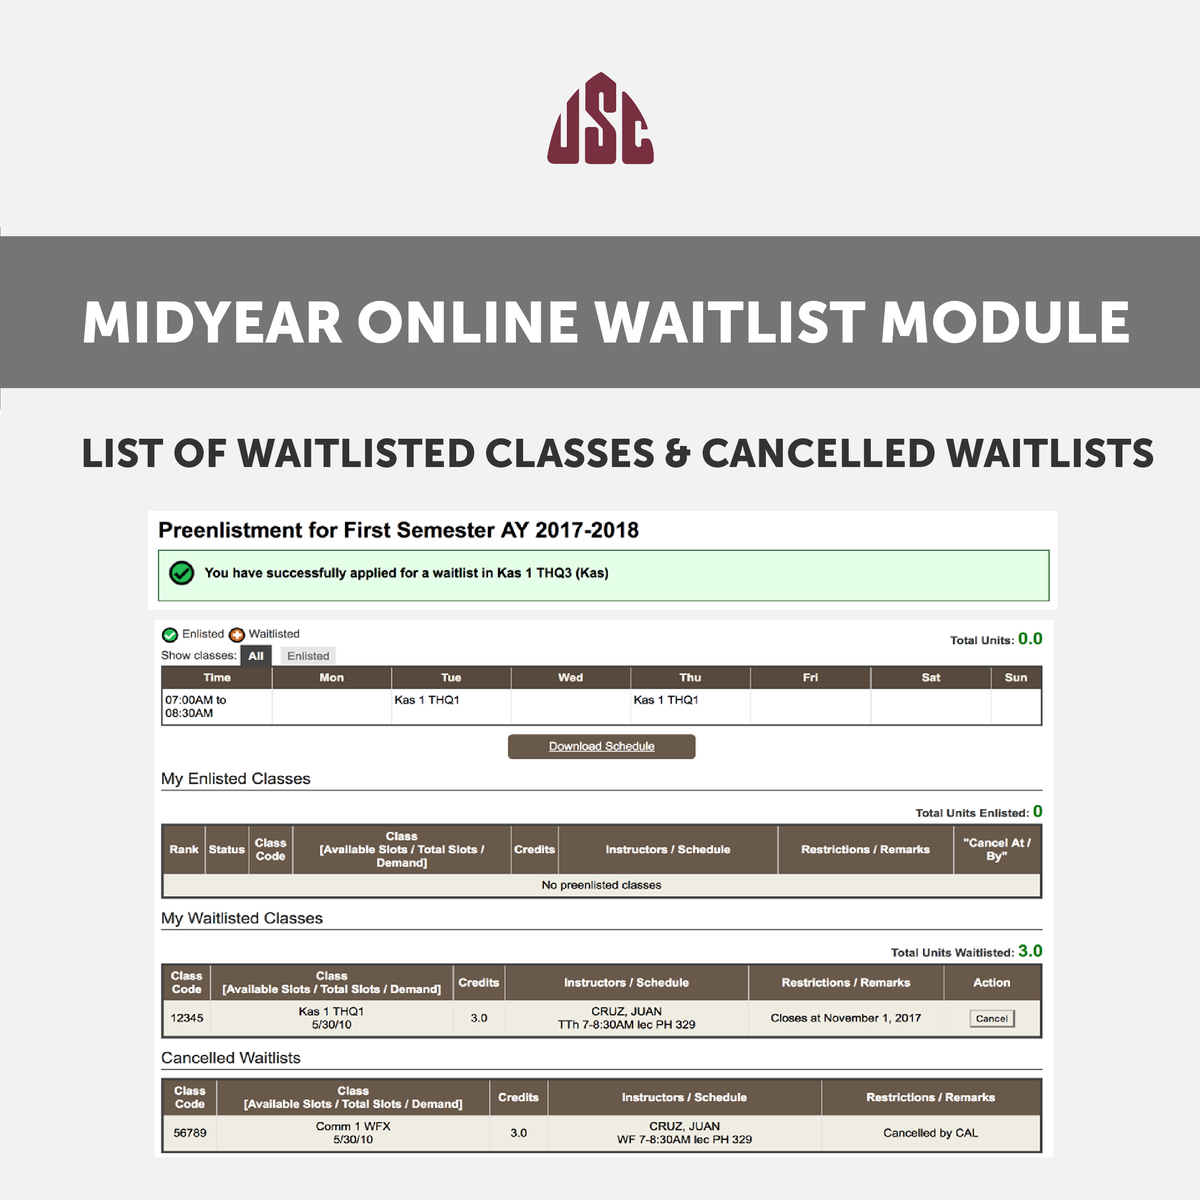 USC
MIDYEAR ONLINE WAITLIST MODULE
LIST OF WAITLISTED CLASSES & CANCELLED WAITLISTS
Preenlistment for First Semester AY 2017-2018
You have successfully applied for a waitlist in Kas 1 THQ3 (Kas)
Enlisted Waitlisted
Total Units: 0.0
Show classes: All Enlisted
Time Mon Tue Wed Thu Fri Sat Sun
07:00AM to
08:30AM
Kas 1 THQ1
Kas 1 THQ1
Download Schedule
My Enlisted Classes
Total Units Enlisted: 0
Rank
Status
Class
Code
Class
[Available Slots / Total Slots /
Demand]
Credits
Instructors / Schedule
Restrictions / Remarks
"Cancel At /
By"
No preenlisted classes
My Waitlisted Classes
Total Units Waitlisted: 3.0
Class
Code
Class
[Available Slots / Total Slots / Demand]
Credits
Instructors / Schedule
Restrictions / Remarks
Action
12345
Kas 1 THQ1
5/30/10
3.0
CRUZ, JUAN
TTh 7-8:30AM lec PH 329
Closes at November 1, 2017
Cancel
Cancelled Waitlists
Class
Code
Class
[Available Slots / Total Slots / Demand]
Credits
Instructors / Schedule
Restrictions / Remarks
56789
Comm 1 WFX
5/30/10
3.0
CRUZ, JUAN
WF 7-8:30AM lec PH 329
Cancelled by CAL